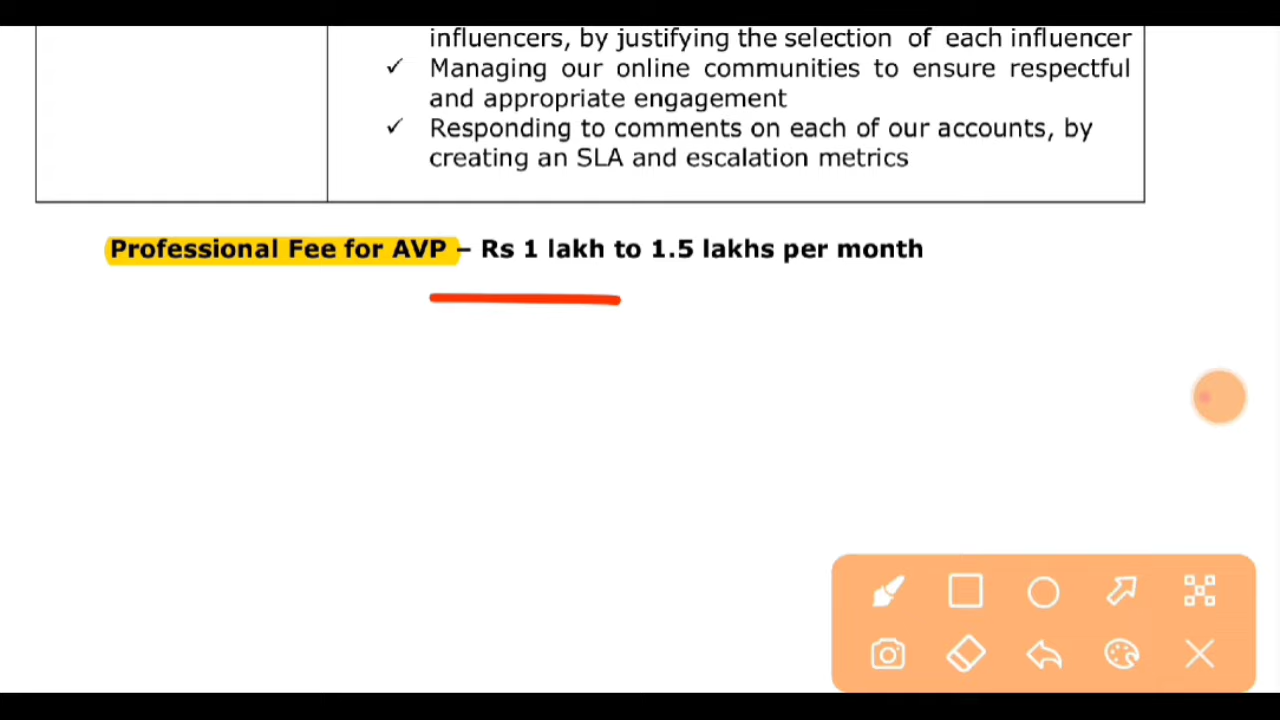 influencers, by justifying the selection of each influencer
✓ Managing our online communities to ensure respectful
and appropriate engagement
✓ Responding to comments on each of our accounts, by
creating an SLA and escalation metrics
Professional Fee for AVP – Rs 1 lakh to 1.5 lakhs per month